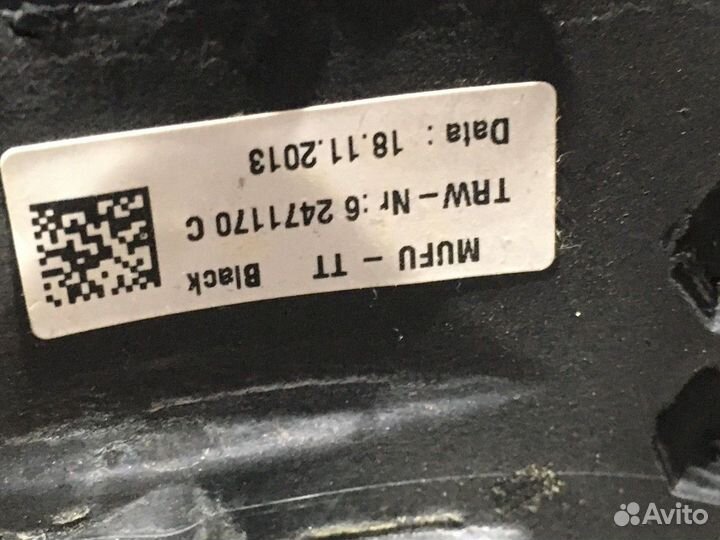 MUFU - TT Black
TRW-Nr:6 2471170 C
Data : 18.11.2013
Avito